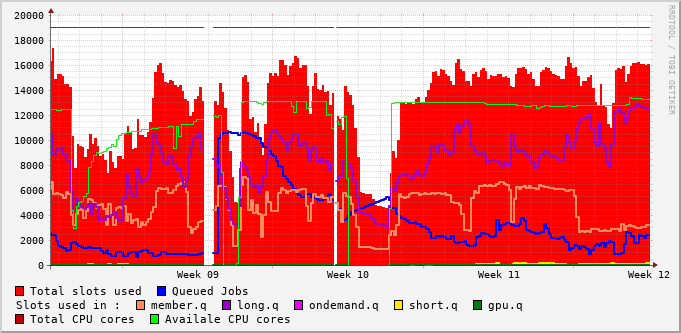 20000
18000
16000
14000
12000
10000
8000
6000
4000
2000
0
Week 09 Week 10 Week 11 Week 12
RRDTOOL / TOBI OETIKER
Total slots used Queued Jobs
Slots used in : member.q long.q ondemand.q short.q gpu.q
Total CPU cores Availale CPU cores